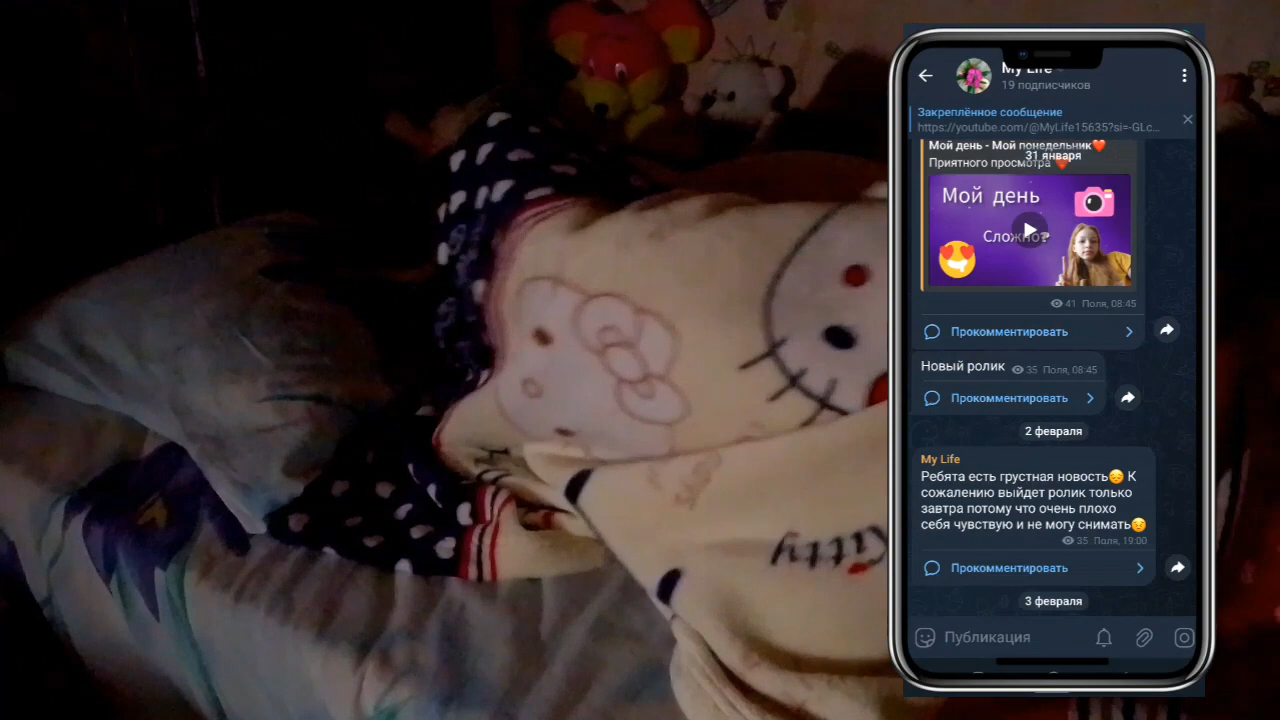 My Life
19 подписчиков
Закреплённое сообщение
https://youtube.com/@MyLife15635?si=-GLc...
Мой день - Мой понедельник❤️
31 января
Приятного просмотра ❤️
Мой день
Сложно?
41 Поля, 08:45
Прокомментировать
Новый ролик 35 Поля, 08:45
Прокомментировать
2 февраля
My Life
Ребята есть грустная новость😔 К
сожалению выйдет ролик только
завтра потому что очень плохо
себя чувствую и не могу снимать😣
35 Поля, 19:00
Прокомментировать
3 февраля
Публикация
Kitty